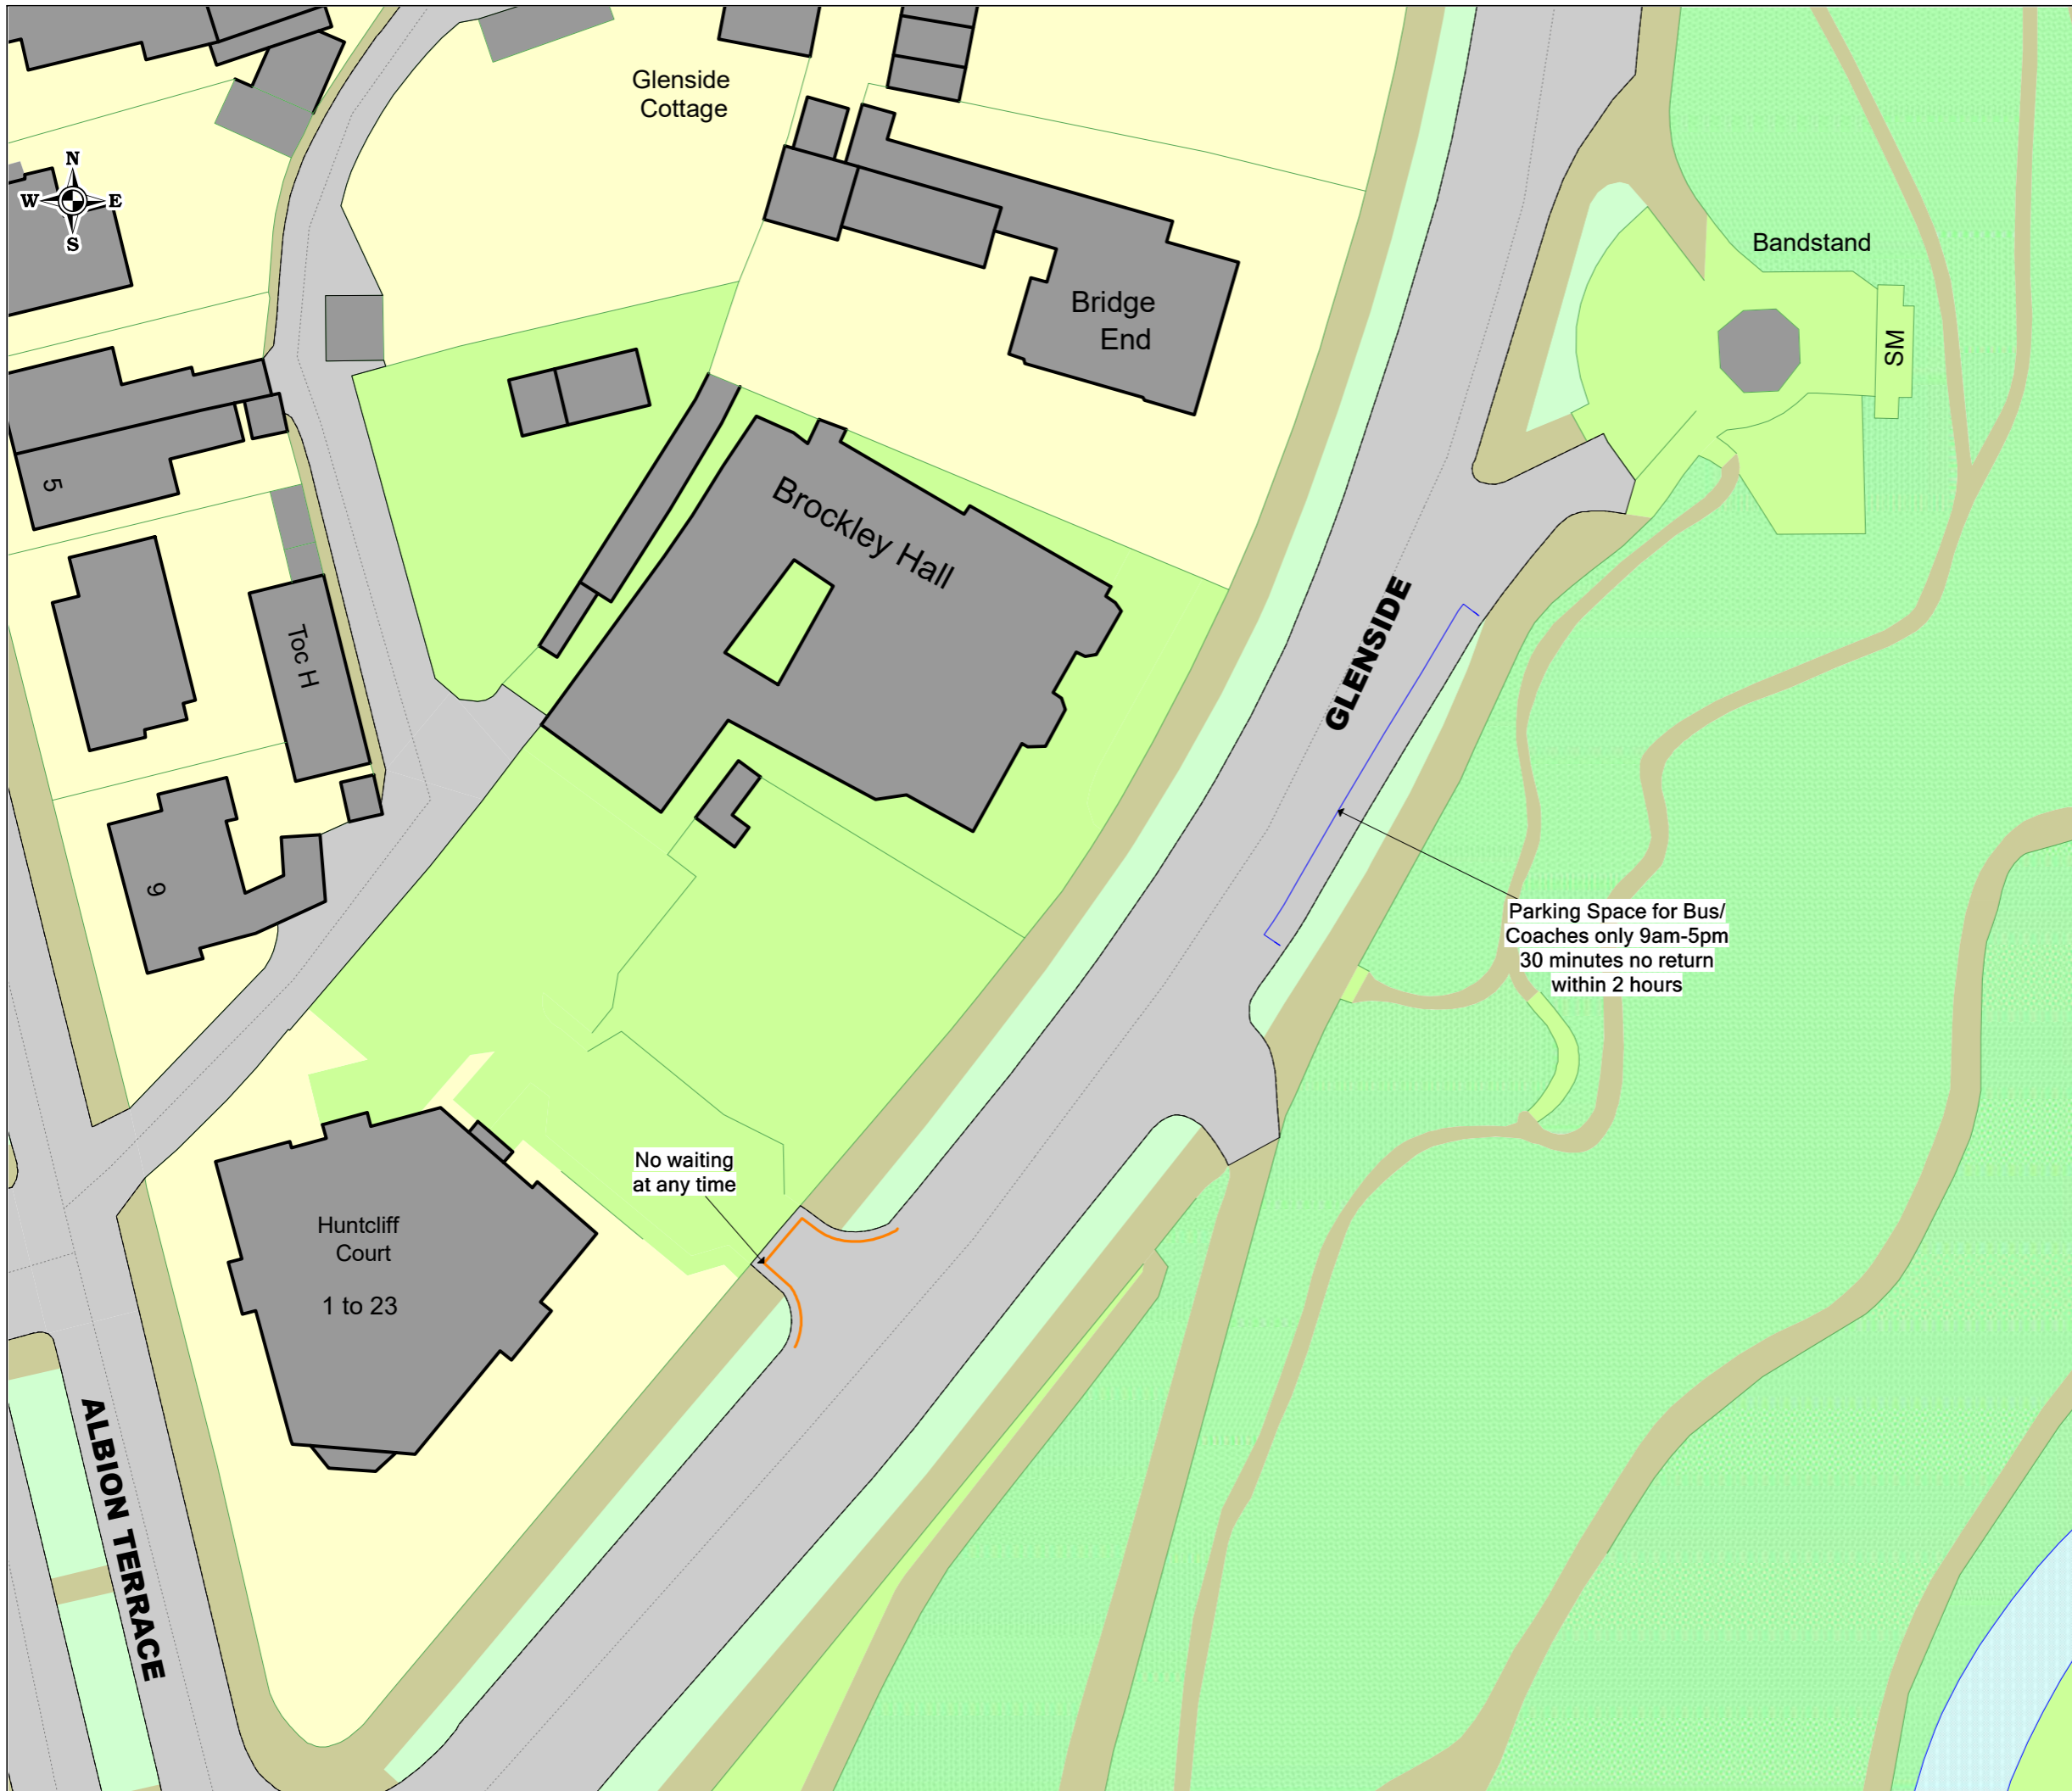 Glenside
Cottage
N
W
E
S
Bandstand
Bridge
End
SM
Brockley Hall
5
GLENSIDE
Toc H
9
Parking Space for Bus/
Coaches only 9am-5pm
30 minutes no return
within 2 hours
No waiting
at any time
Huntcliff
Court
1 to 23
ALBION TERRACE